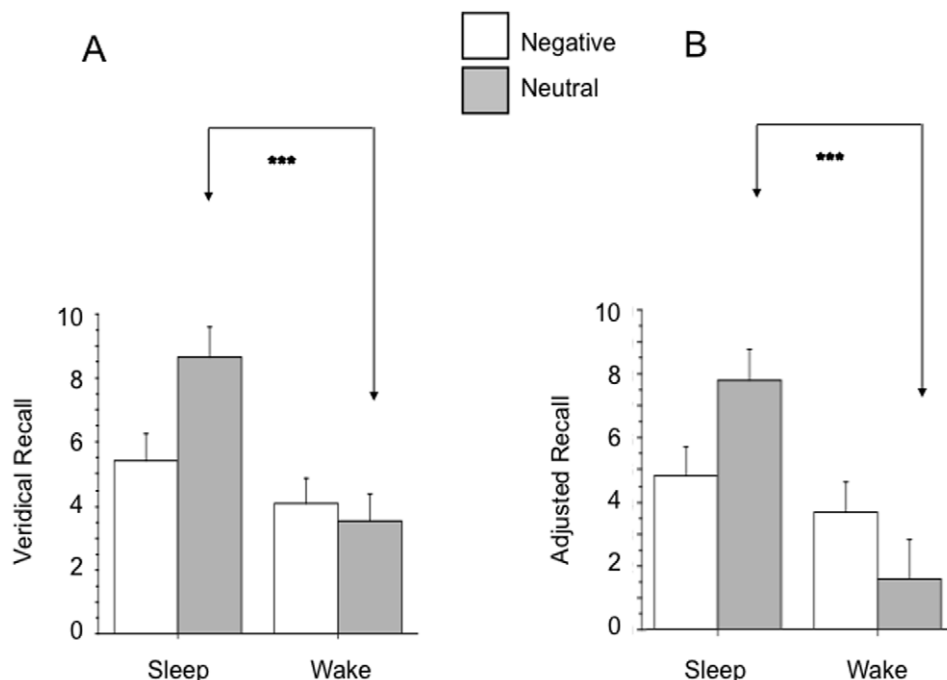 A
Negative
Neutral
B
***
***
Veridical Recall
10
8
6
4
2
0
Sleep Wake
Adjusted Recall
10
8
6
4
2
0
Sleep Wake